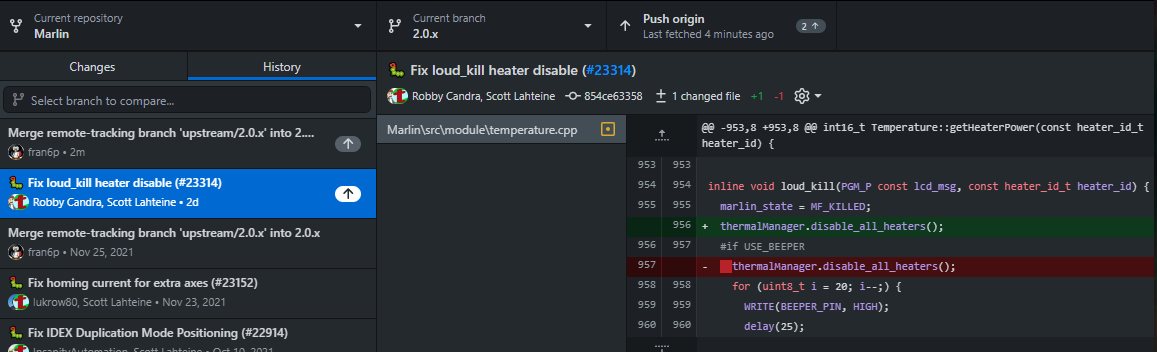 Current repository
Marlin
Current branch
2.0.x
Push origin
Last fetched 4 minutes ago
2
Changes
History
Select branch to compare...
Merge remote-tracking branch 'upstream/2.0.x' into 2....
fran6p • 2m
Fix loud_kill heater disable (#23314)
Robby Candra, Scott Lahteine • 2d
Merge remote-tracking branch 'upstream/2.0.x' into 2.0.x
fran6p • Nov 25, 2021
Fix homing current for extra axes (#23152)
lukrow80, Scott Lahteine • Nov 23, 2021
Fix IDEX Duplication Mode Positioning (#22914)
InsanityAutomation, Scott Lahteine • Oct 10, 2021
Fix loud_kill heater disable (#23314)
Robby Candra, Scott Lahteine 854ce63358 1 changed file +1 -1
Marlin\src\module\temperature.cpp
@@ -953,8 +953,8 @@ int16_t Temperature::getHeaterPower(const heater_id_t
heater_id) {
953 953
954 954 inline void loud_kill(PGM_P const lcd_msg, const heater_id_t heater_id) {
955 955 marlin_state = MF_KILLED;
956 + thermalManager.disable_all_heaters();
956 957 #if USE_BEEPER
957 - thermalManager.disable_all_heaters();
958 958 for (uint8_t i = 20; i--;) {
959 959 WRITE(BEEPER_PIN, HIGH);
960 960 delay(25);